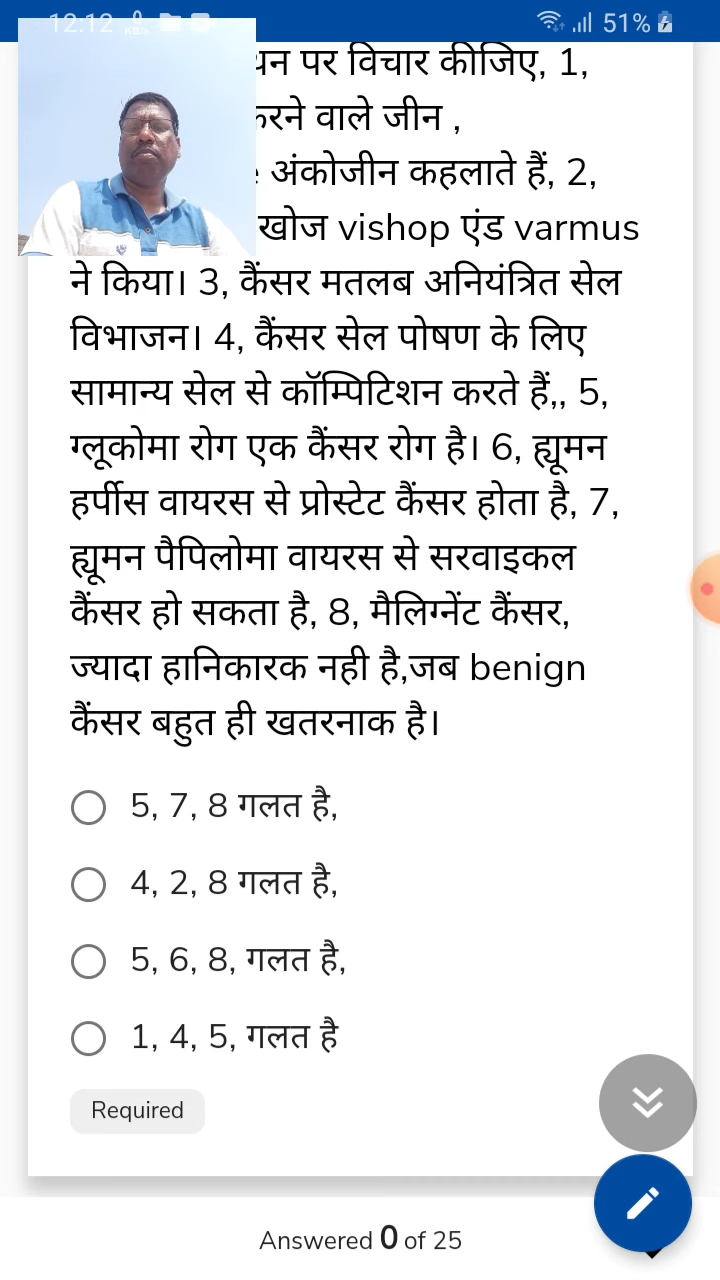 12:12
51%
पर विचार कीजिए, 1,
वाले जीन ,
अंकोजीन कहलाते हैं, 2,
खोज vishop एंड varmus
ने किया। 3, कैंसर मतलब अनियंत्रित सेल
विभाजन। 4, कैंसर सेल पोषण के लिए
सामान्य सेल से कॉम्पिटिशन करते हैं,, 5,
ग्लूकोमा रोग एक कैंसर रोग है। 6, ह्यूमन
हर्पीस वायरस से प्रोस्टेट कैंसर होता है, 7,
ह्यूमन पैपिलोमा वायरस से सरवाइकल
कैंसर हो सकता है, 8, मैलिग्नेंट कैंसर,
ज्यादा हानिकारक नही है,जब benign
कैंसर बहुत ही खतरनाक है।
5, 7, 8 गलत है,
4, 2, 8 गलत है,
5, 6, 8, गलत है,
1, 4, 5, गलत है
Required
Answered 0 of 25